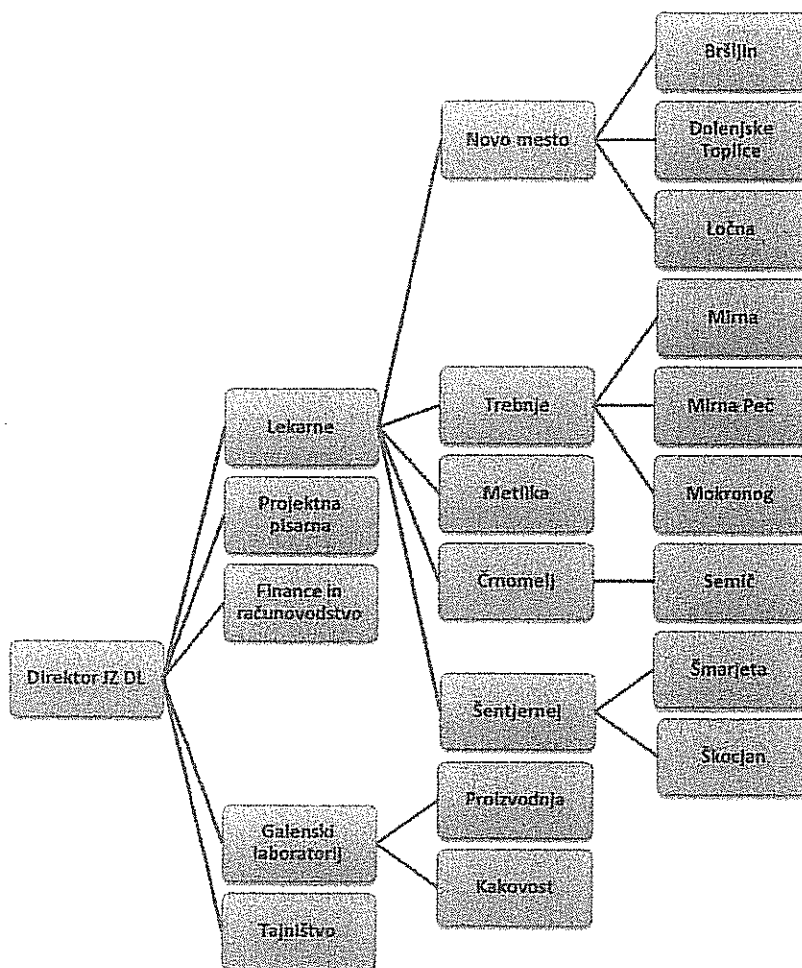 Bršljin
Novo mesto
Dolenjske
Toplice
Ločna
Mirna
Lekarne
Trebnje
Mirna Peč
Projektna
pisarna
Metlika
Mokronog
Finance in
računovodstvo
Črnomelj
Semič
Direktor JZ DL
Šmarjeta
Šentjernej
Škocjan
Galenski
laboratorij
Proizvodnja
Kakovost
Tajništvo